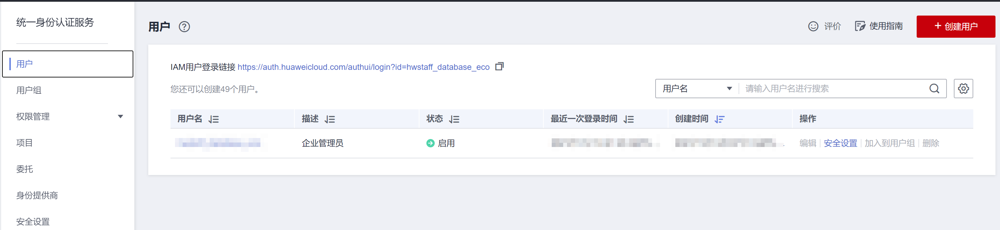 统一身份认证服务
用户
用户组
权限管理
项目
委托
身份提供商
安全设置
用户 ?
评价 使用指南 + 创建用户
IAM用户登录链接 https://auth.huaweicloud.com/authui/login?id=hwstaff_database_eco
您还可以创建49个用户。
用户名 请输入用户名进行搜索
用户名 描述 状态 最近一次登录时间 创建时间 操作
企业管理员 启用 编辑 | 安全设置 | 加入到用户组 | 删除